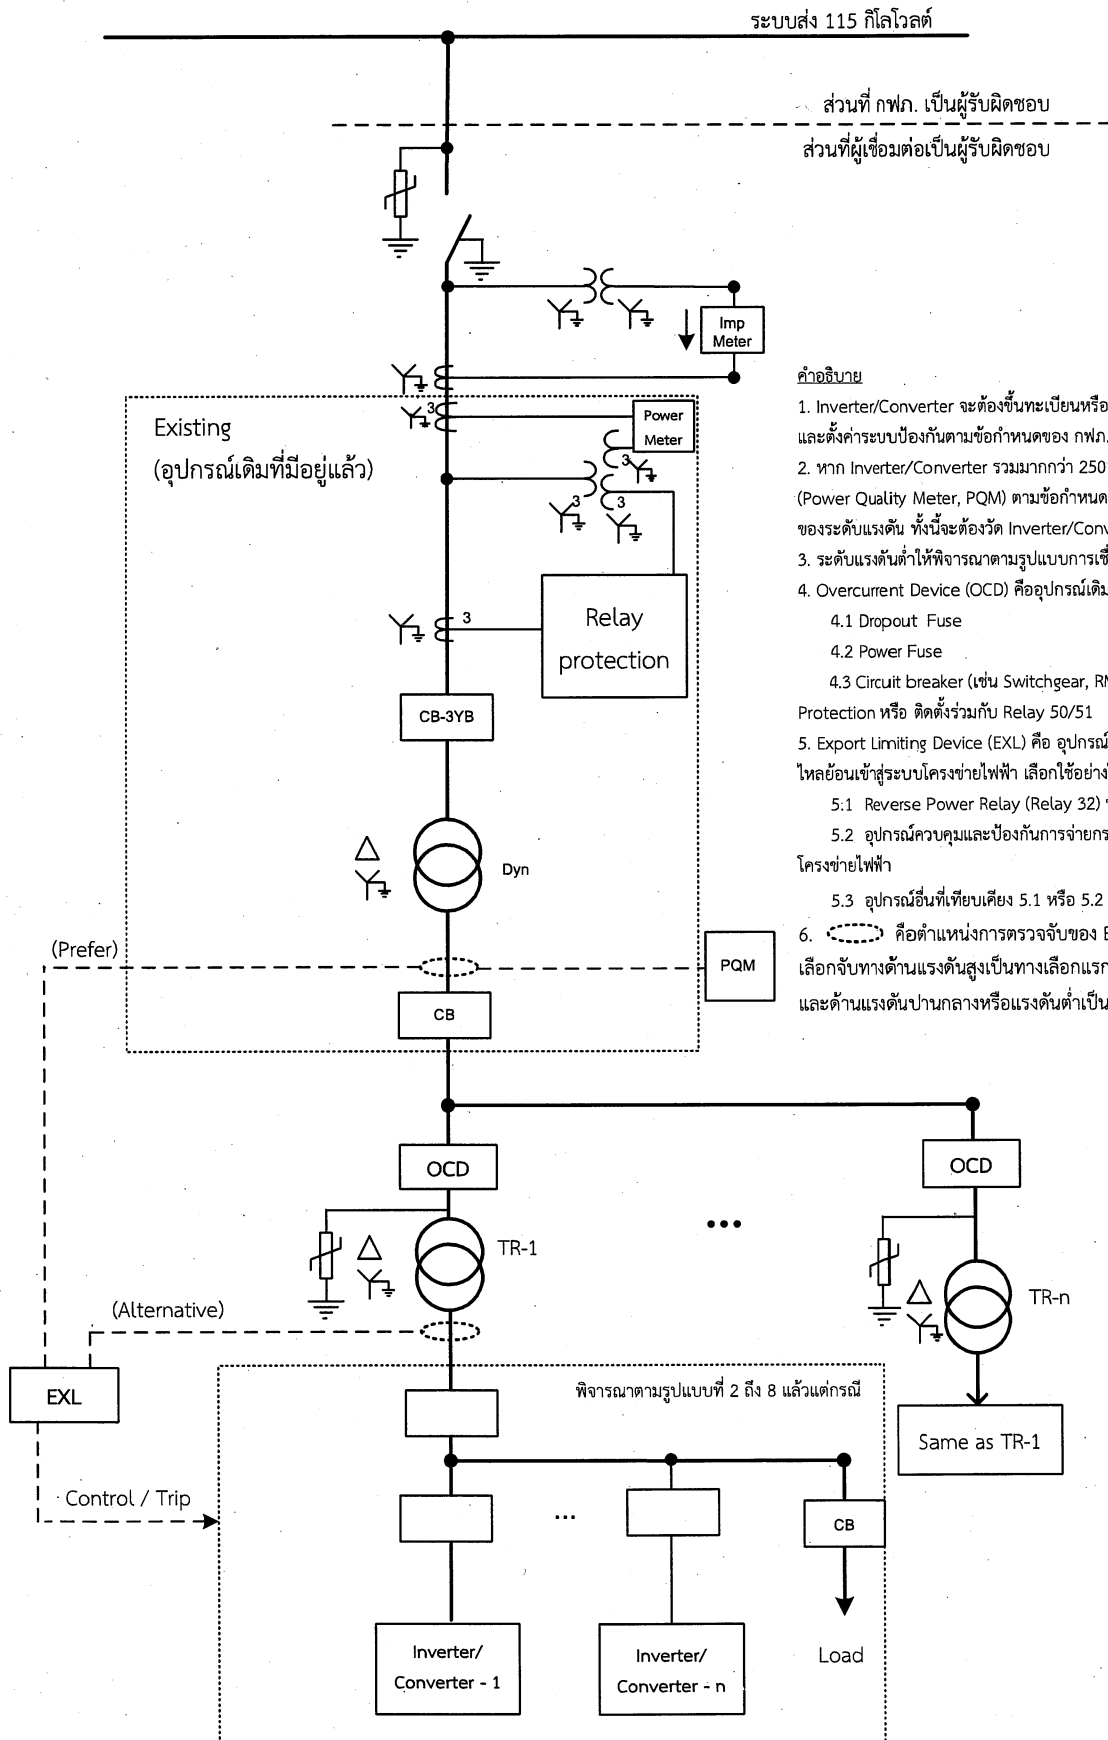 ระบบส่ง 115 กิโลโวลต์
ส่วนที่ กฟภ. เป็นผู้รับผิดชอบ
ส่วนที่ผู้เชื่อมต่อเป็นผู้รับผิดชอบ
Imp
Meter
Existing
(อุปกรณ์เดิมที่มีอยู่แล้ว)
3
Power
Meter
3
3
3
Relay
protection
3
CB-3YB
Dyn
(Prefer)
PQM
CB
คำอธิบาย
1. Inverter/Converter จะต้องขึ้นทะเบียนหรือ
และตั้งค่าระบบป้องกันตามข้อกำหนดของ กฟภ.
2. หาก Inverter/Converter รวมมากกว่า 250
(Power Quality Meter, PQM) ตามข้อกำหนด
ของระดับแรงดัน ทั้งนี้จะต้องวัด Inverter/Conv
3. ระดับแรงดันต่ำให้พิจารณาตามรูปแบบการเชื่
4. Overcurrent Device (OCD) คืออุปกรณ์เดิม
4.1 Dropout Fuse
4.2 Power Fuse
4.3 Circuit breaker (เช่น Switchgear, RM
Protection หรือ ติดตั้งร่วมกับ Relay 50/51
5. Export Limiting Device (EXL) คือ อุปกรณ์
ไหลย้อนเข้าสู่ระบบโครงข่ายไฟฟ้า เลือกใช้อย่าง
5.1 Reverse Power Relay (Relay 32)
5.2 อุปกรณ์ควบคุมและป้องกันการจ่ายกร
โครงข่ายไฟฟ้า
5.3 อุปกรณ์อื่นที่เทียบเคียง 5.1 หรือ 5.2
6. คือตำแหน่งการตรวจจับของ E
เลือกจับทางด้านแรงดันสูงเป็นทางเลือกแรก
และด้านแรงดันปานกลางหรือแรงดันต่ำเป็น
OCD
OCD
TR-1
...
TR-n
(Alternative)
EXL
พิจารณาตามรูปแบบที่ 2 ถึง 8 แล้วแต่กรณี
Same as TR-1
Control / Trip
...
CB
Inverter/
Converter - 1
Inverter/
Converter - n
Load